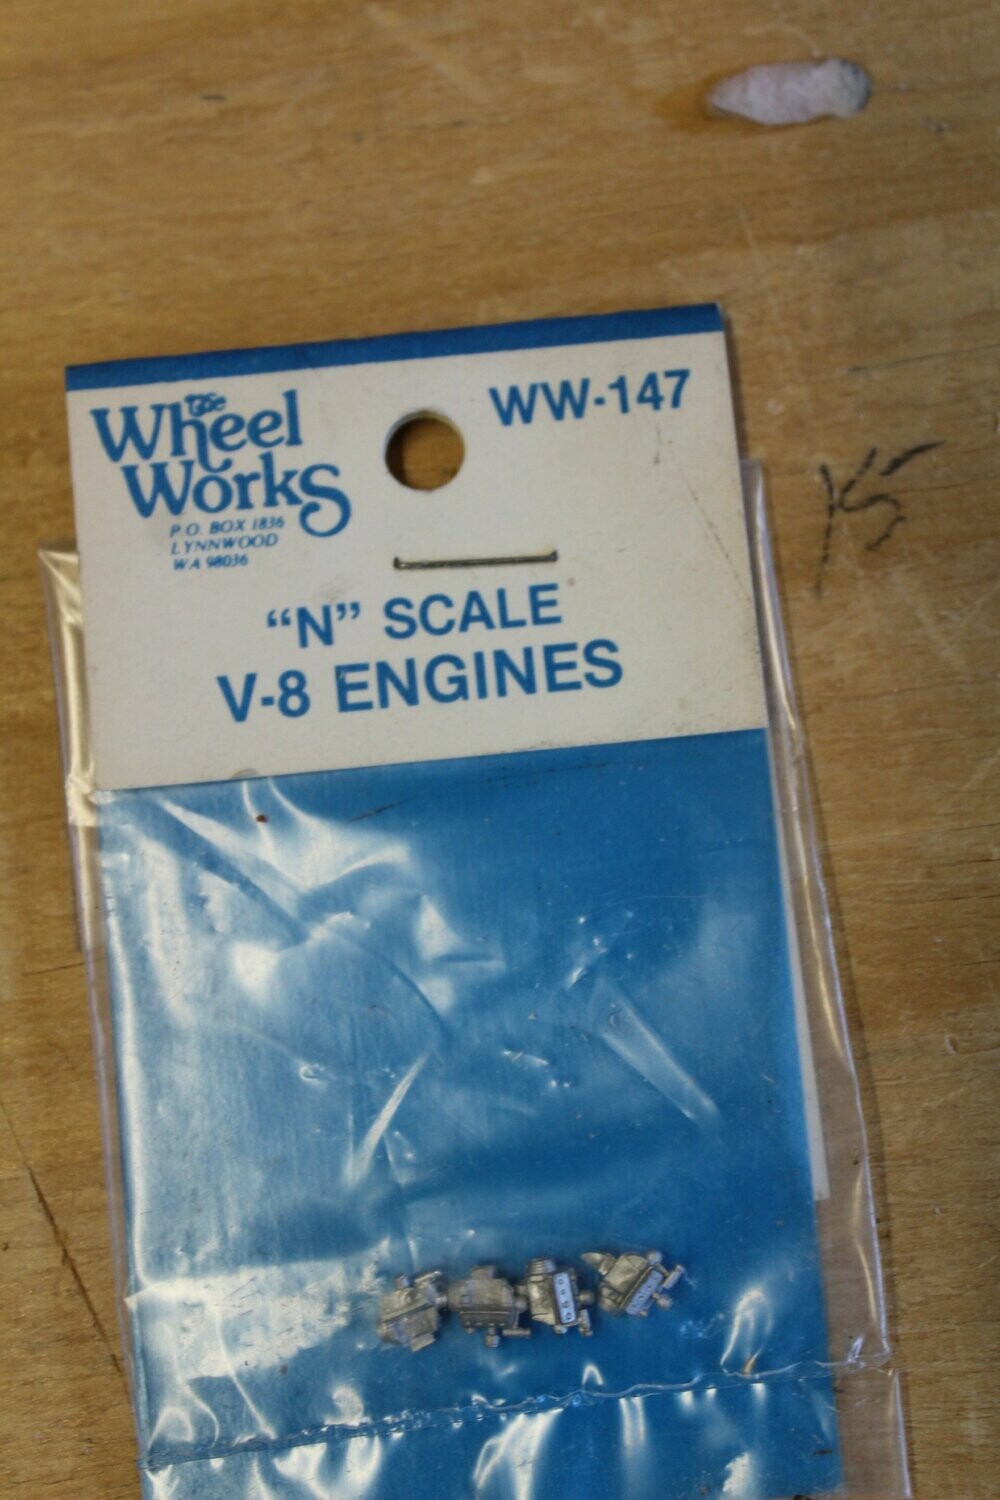 The
Wheel
Works
P.O. BOX 1836
LYNNWOOD
WA 98036
WW-147
"N" SCALE
V-8 ENGINES